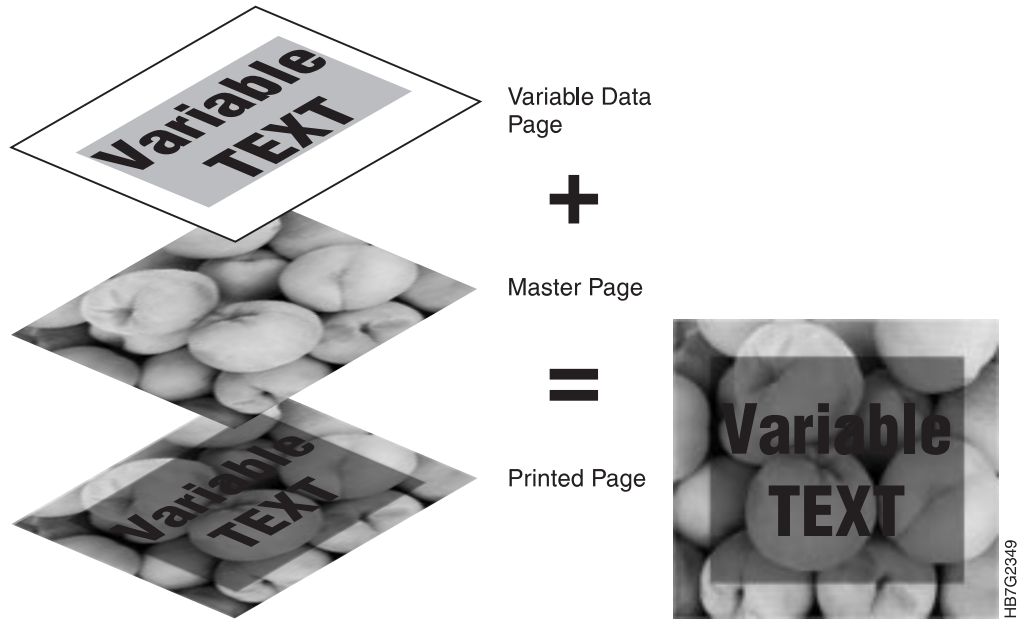 Variable
TEXT
Variable Data
Page
+
Master Page
=
Variable
TEXT
Printed Page
Variable
TEXT
HB7G2349